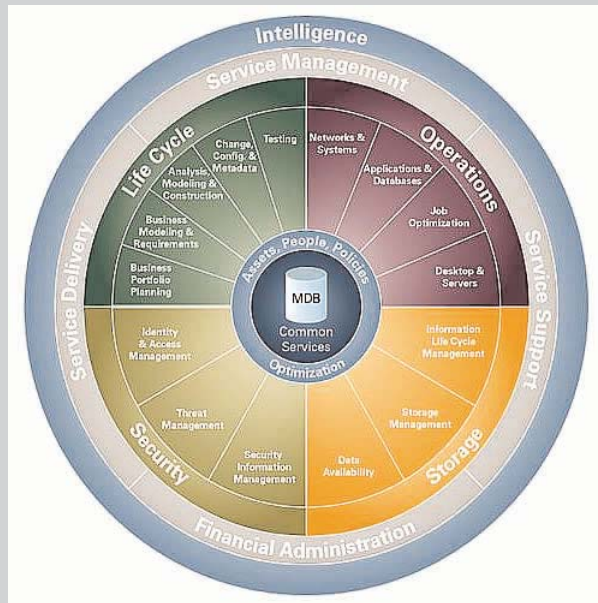 Intelligence
Service Management
Service Delivery
Service Support
Financial Administration
Life Cycle
Business
Portfolio
Planning
Business
Modeling &
Requirements
Analysis,
Modeling &
Construction
Change,
Config. &
Metadata
Testing
Operations
Networks &
Systems
Applications &
Databases
Job
Optimization
Desktop &
Servers
Assets, People, Policies
MDB
Common
Services
Optimization
Security
Identity
& Access
Management
Threat
Management
Security
Information
Management
Storage
Information
Life Cycle
Management
Storage
Management
Data
Availability